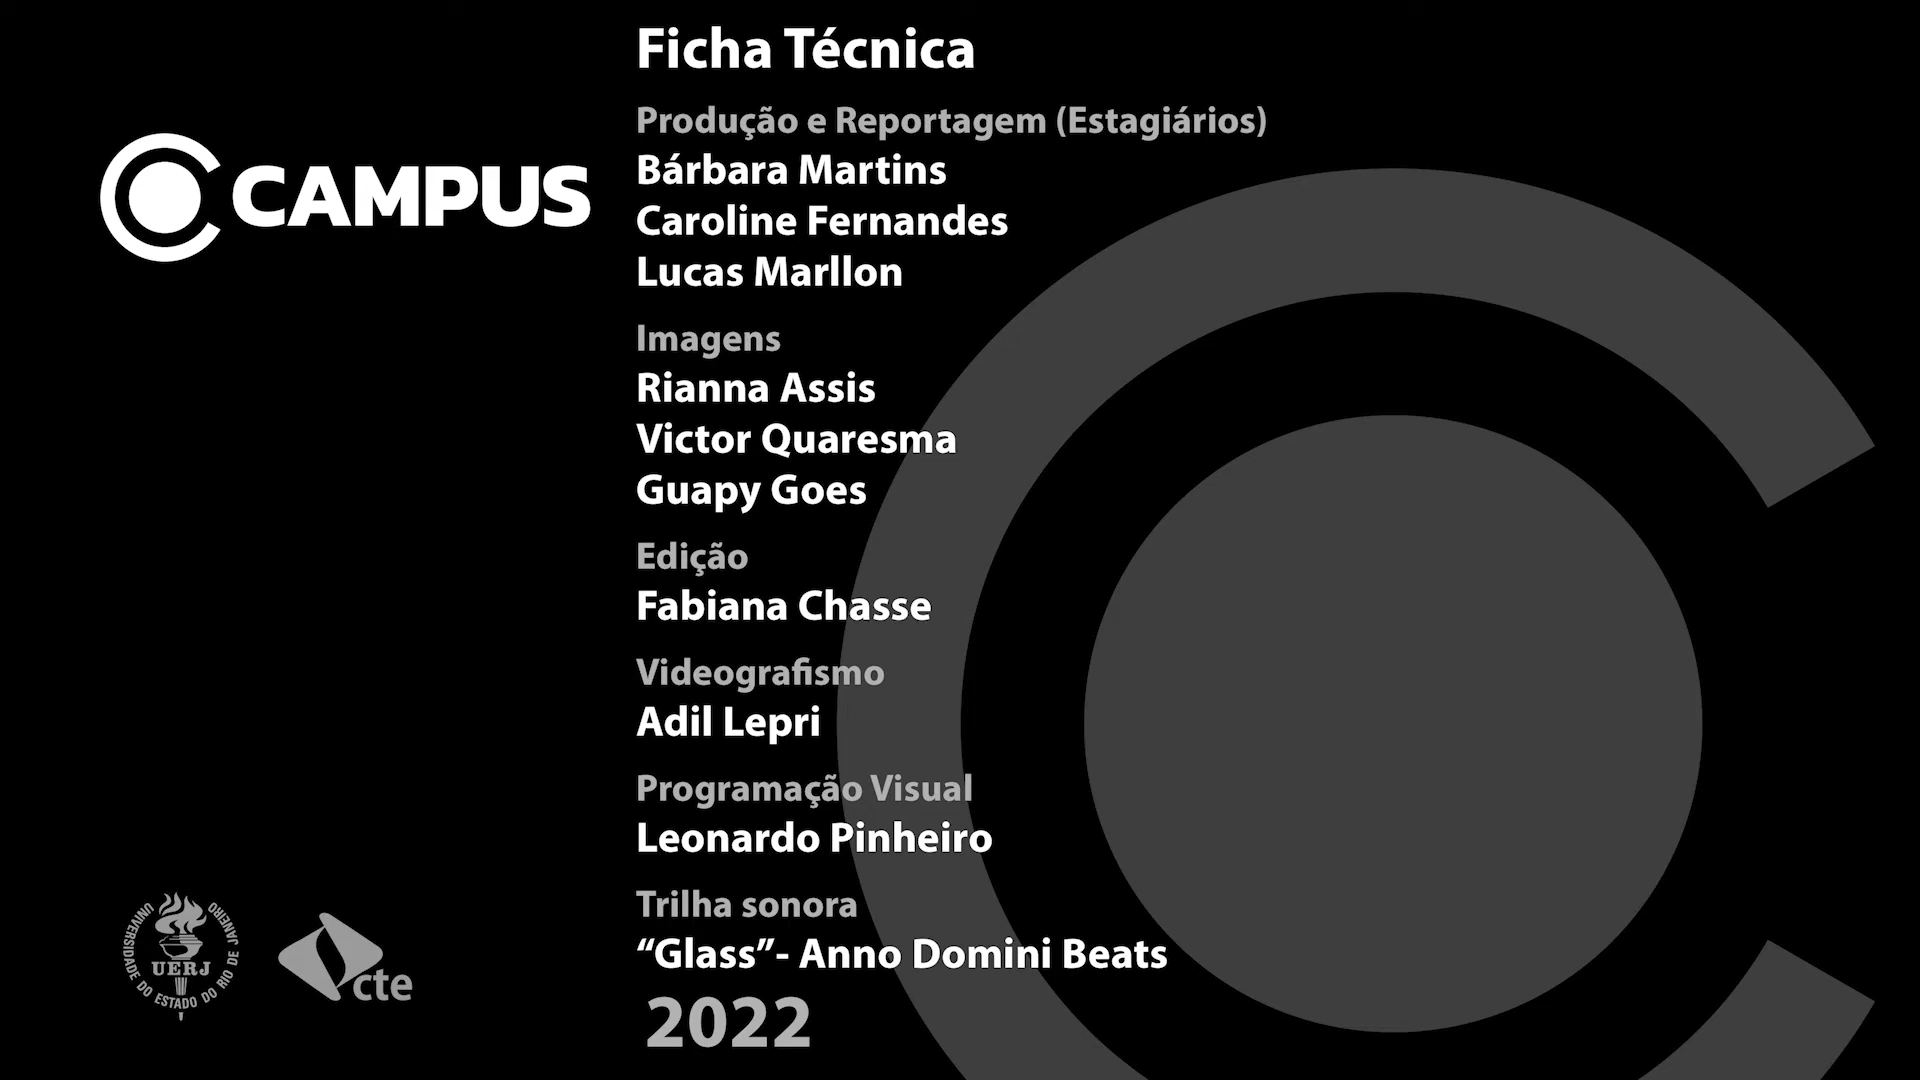 CAMPUS
Ficha Técnica
Produção e Reportagem (Estagiários)
Bárbara Martins
Caroline Fernandes
Lucas Marllon
Imagens
Rianna Assis
Victor Quaresma
Guapy Goes
Edição
Fabiana Chasse
Videografismo
Adil Lepri
Programação Visual
Leonardo Pinheiro
Trilha sonora
“Glass”- Anno Domini Beats
2022
UNIVERSIDADE DO ESTADO DO RIO DE JANEIRO
UERJ
cte